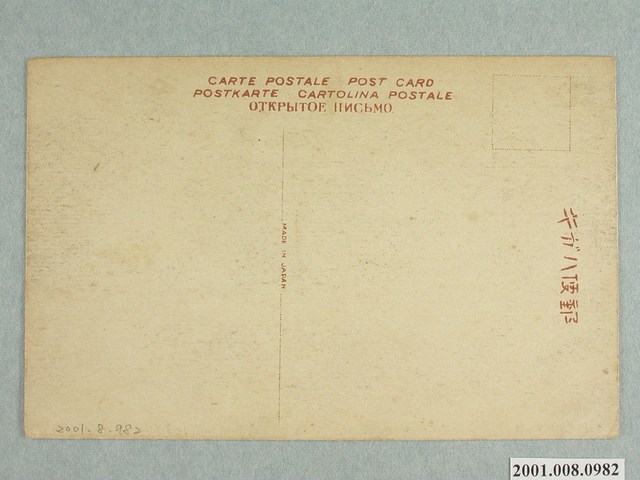 CARTE POSTALE POST CARD
POSTKARTE CARTOLINA POSTALE
ОТКРЫТОЕ ПИСЬМО.
MADE IN JAPAN
郵便ハガキ
2001.8.982
2001.008.0982